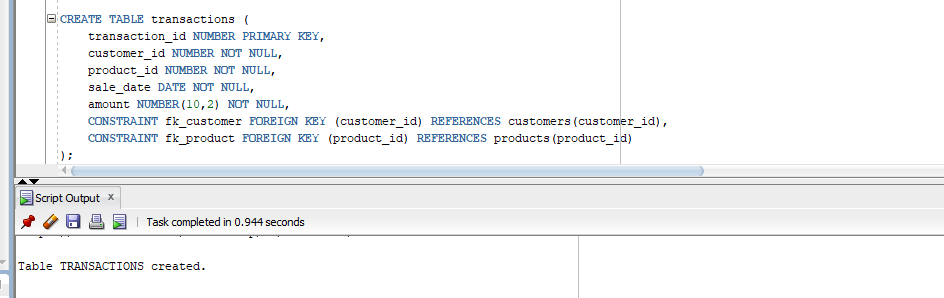 CREATE TABLE transactions (
transaction_id NUMBER PRIMARY KEY,
customer_id NUMBER NOT NULL,
product_id NUMBER NOT NULL,
sale_date DATE NOT NULL,
amount NUMBER(10,2) NOT NULL,
CONSTRAINT fk_customer FOREIGN KEY (customer_id) REFERENCES customers(customer_id),
CONSTRAINT fk_product FOREIGN KEY (product_id) REFERENCES products(product_id)
);
Script Output x
Task completed in 0.944 seconds
Table TRANSACTIONS created.